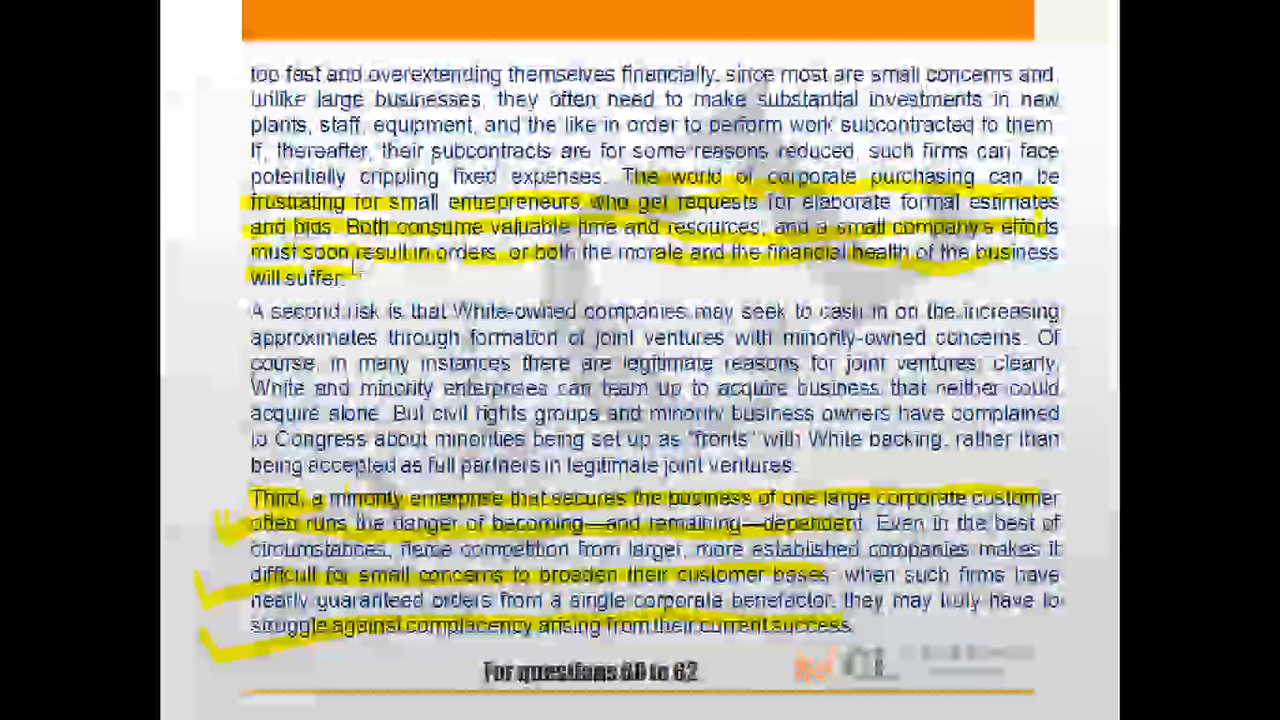 too fast and overextending themselves financially, since most are small concerns and,
unlike large businesses, they often need to make substantial investments in new
plants, staff, equipment, and the like in order to perform work subcontracted to them.
If, thereafter, their subcontracts are for some reasons reduced, such firms can face
potentially crippling fixed expenses. The world of corporate purchasing can be
frustrating for small entrepreneurs who get requests for elaborate formal estimates
and bids. Both consume valuable time and resources, and a small company's efforts
must soon result in orders, or both the morale and the financial health of the business
will suffer.
A second risk is that White-owned companies may seek to cash in on the increasing
approximates through formation of joint ventures with minority-owned concerns. Of
course, in many instances there are legitimate reasons for joint ventures; clearly,
White and minority enterprises can team up to acquire business that neither could
acquire alone. But civil rights groups and minority business owners have complained
to Congress about minorities being set up as "fronts" with White backing, rather than
being accepted as full partners in legitimate joint ventures.
Third, a minority enterprise that secures the business of one large corporate customer
often runs the danger of becoming—and remaining—dependent. Even in the best of
circumstances, fierce competition from larger, more established companies makes it
difficult for small concerns to broaden their customer bases; when such firms have
nearly guaranteed orders from a single corporate benefactor, they may truly have to
struggle against complacency arising from their current success.
For questions 60 to 62